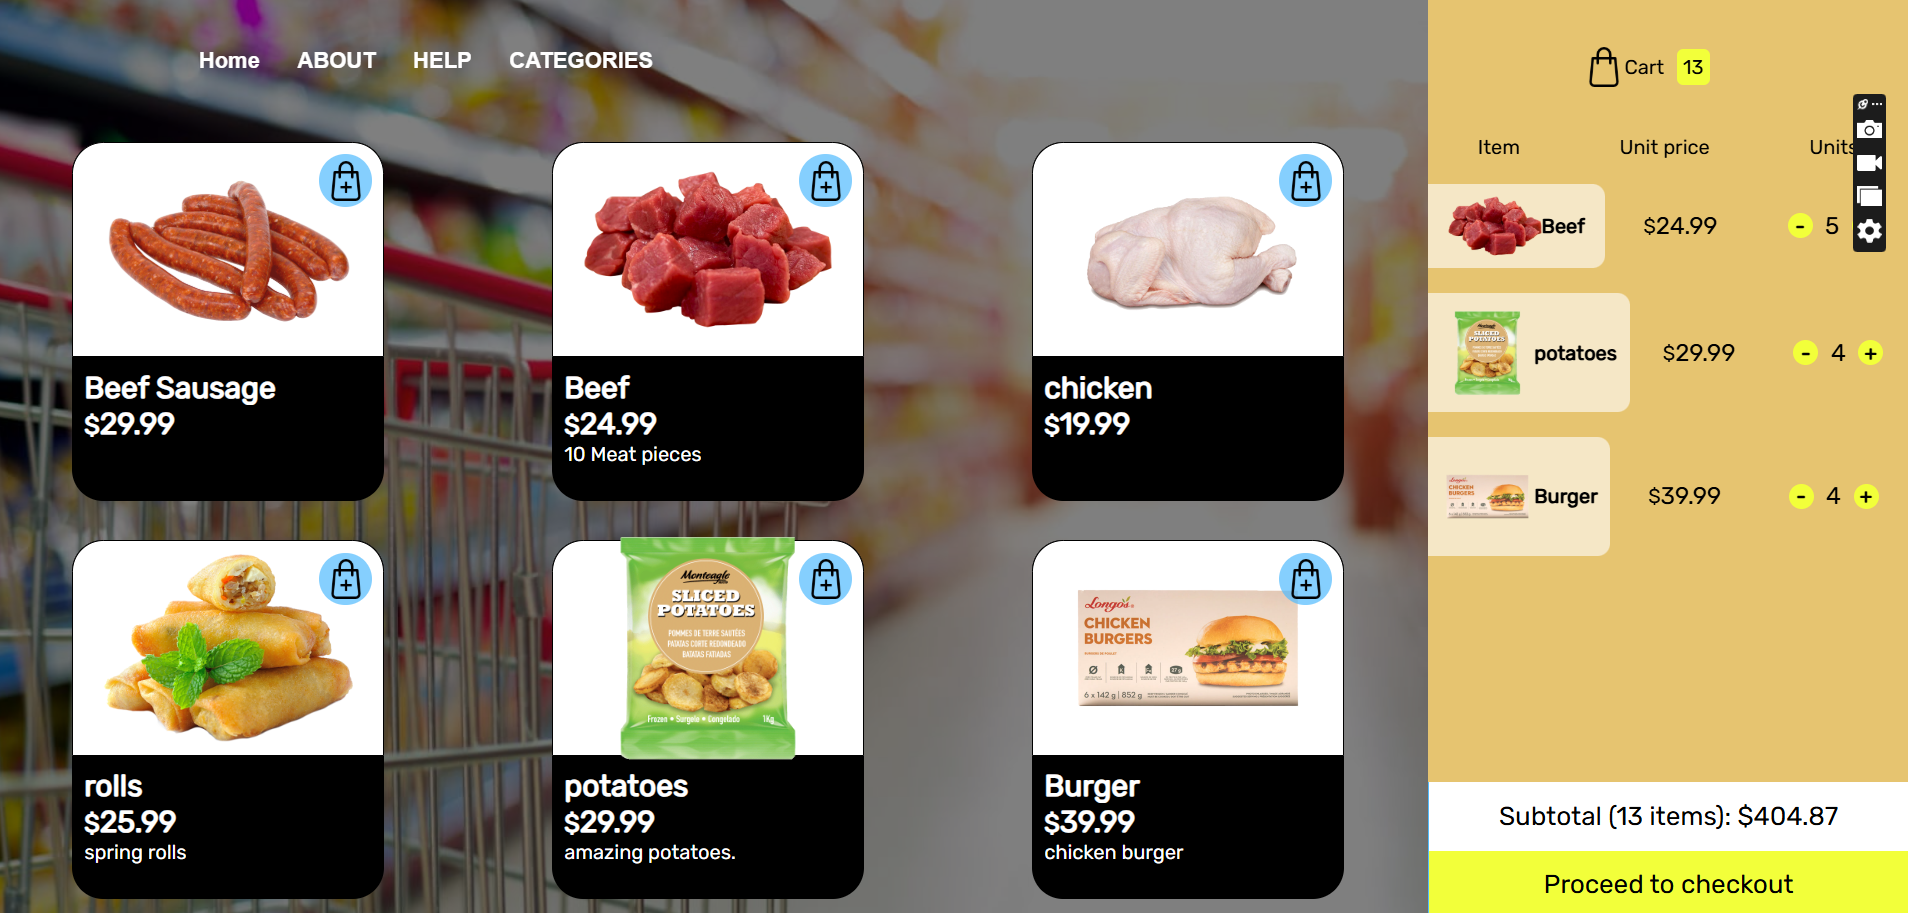 Home ABOUT HELP CATEGORIES
Cart 13
Item Unit price Units
Beef $24.99 - 5
potatoes $29.99 - 4 +
Burger $39.99 - 4 +
Subtotal (13 items): $404.87
Proceed to checkout
Beef Sausage
$29.99
Beef
$24.99
10 Meat pieces
chicken
$19.99
rolls
$25.99
spring rolls
Monteagle
SLICED
POTATOES
POMMES DE TERRE SAUTÉES
PATATAS CORTE REDONDEADO
BATATAS FATIADAS
Frozen • Surgelé • Congelado 1Kg
potatoes
$29.99
amazing potatoes.
Longo's
CHICKEN
BURGERS
6 x 142 g | 852 g
Burger
$39.99
chicken burger